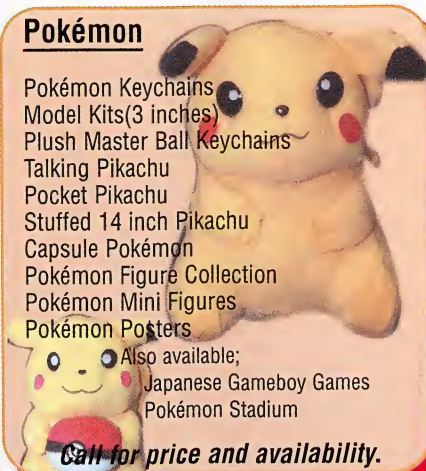 Pokémon
Pokémon Keychains
Model Kits(3 inches)
Plush Master Ball Keychains
Talking Pikachu
Pocket Pikachu
Stuffed 14 inch Pikachu
Capsule Pokémon
Pokémon Figure Collection
Pokémon Mini Figures
Pokémon Posters
Also available;
Japanese Gameboy Games
Pokémon Stadium
Call for price and availability.